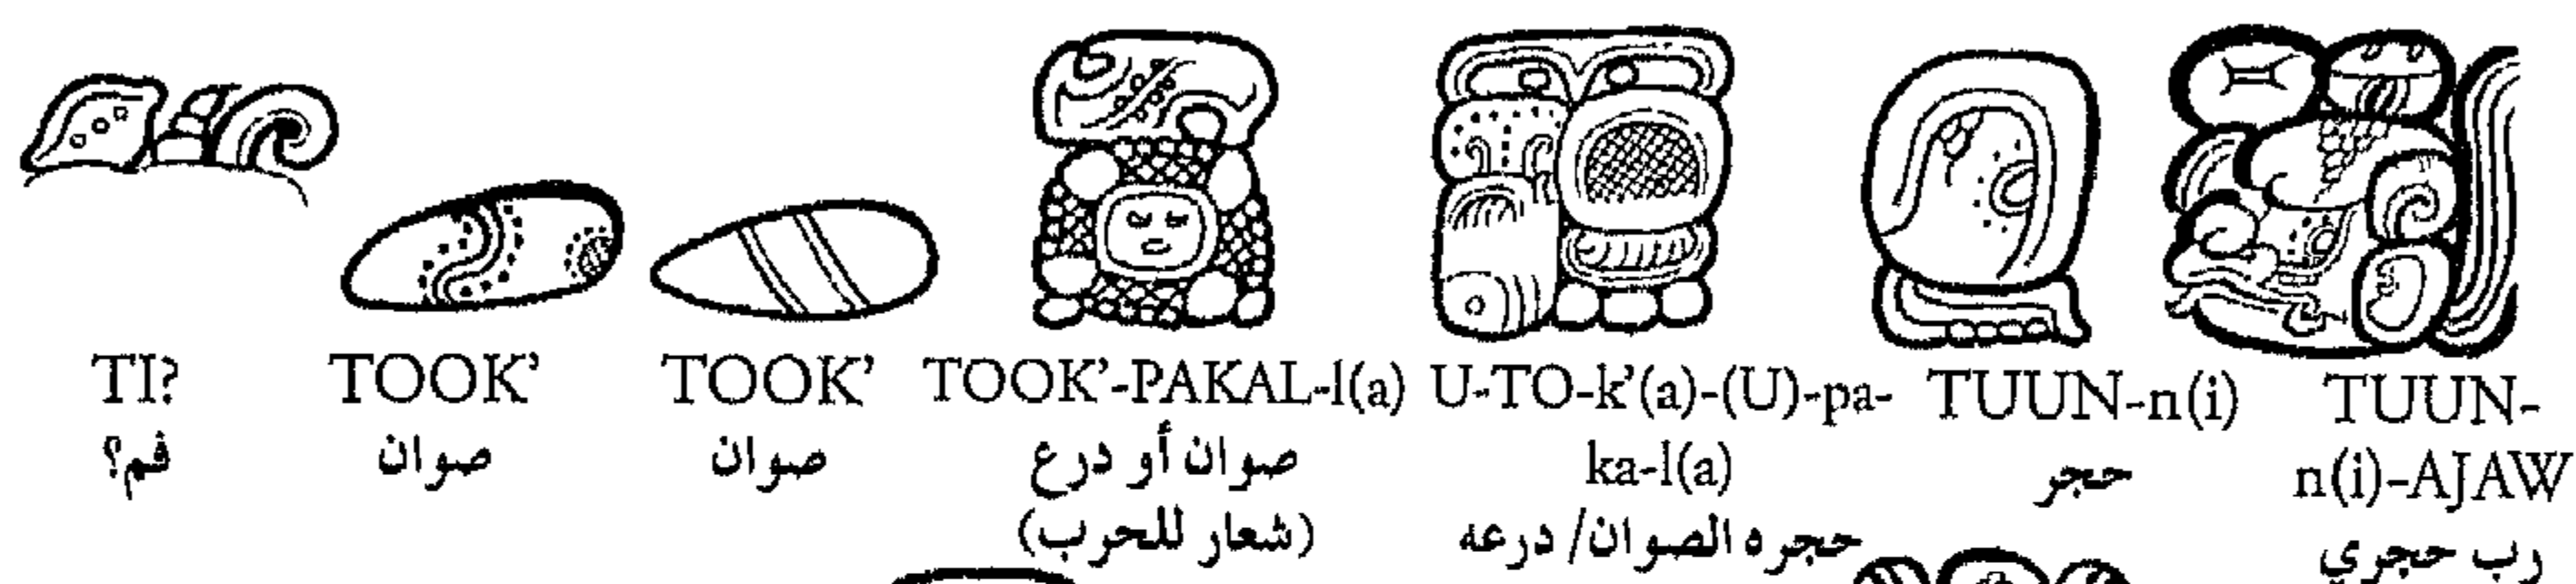 TI? TOOK' TOOK' TOOK'-PAKAL-l(a) U-TO-k'(a)-(U)-pa- TUUN-n(i) TUUN-
فم؟ صوان صوان صوان أو درع ka-l(a) حجر n(i)-AJAW
(شعار للحرب) حجره الصوان/ درعه رب حجري